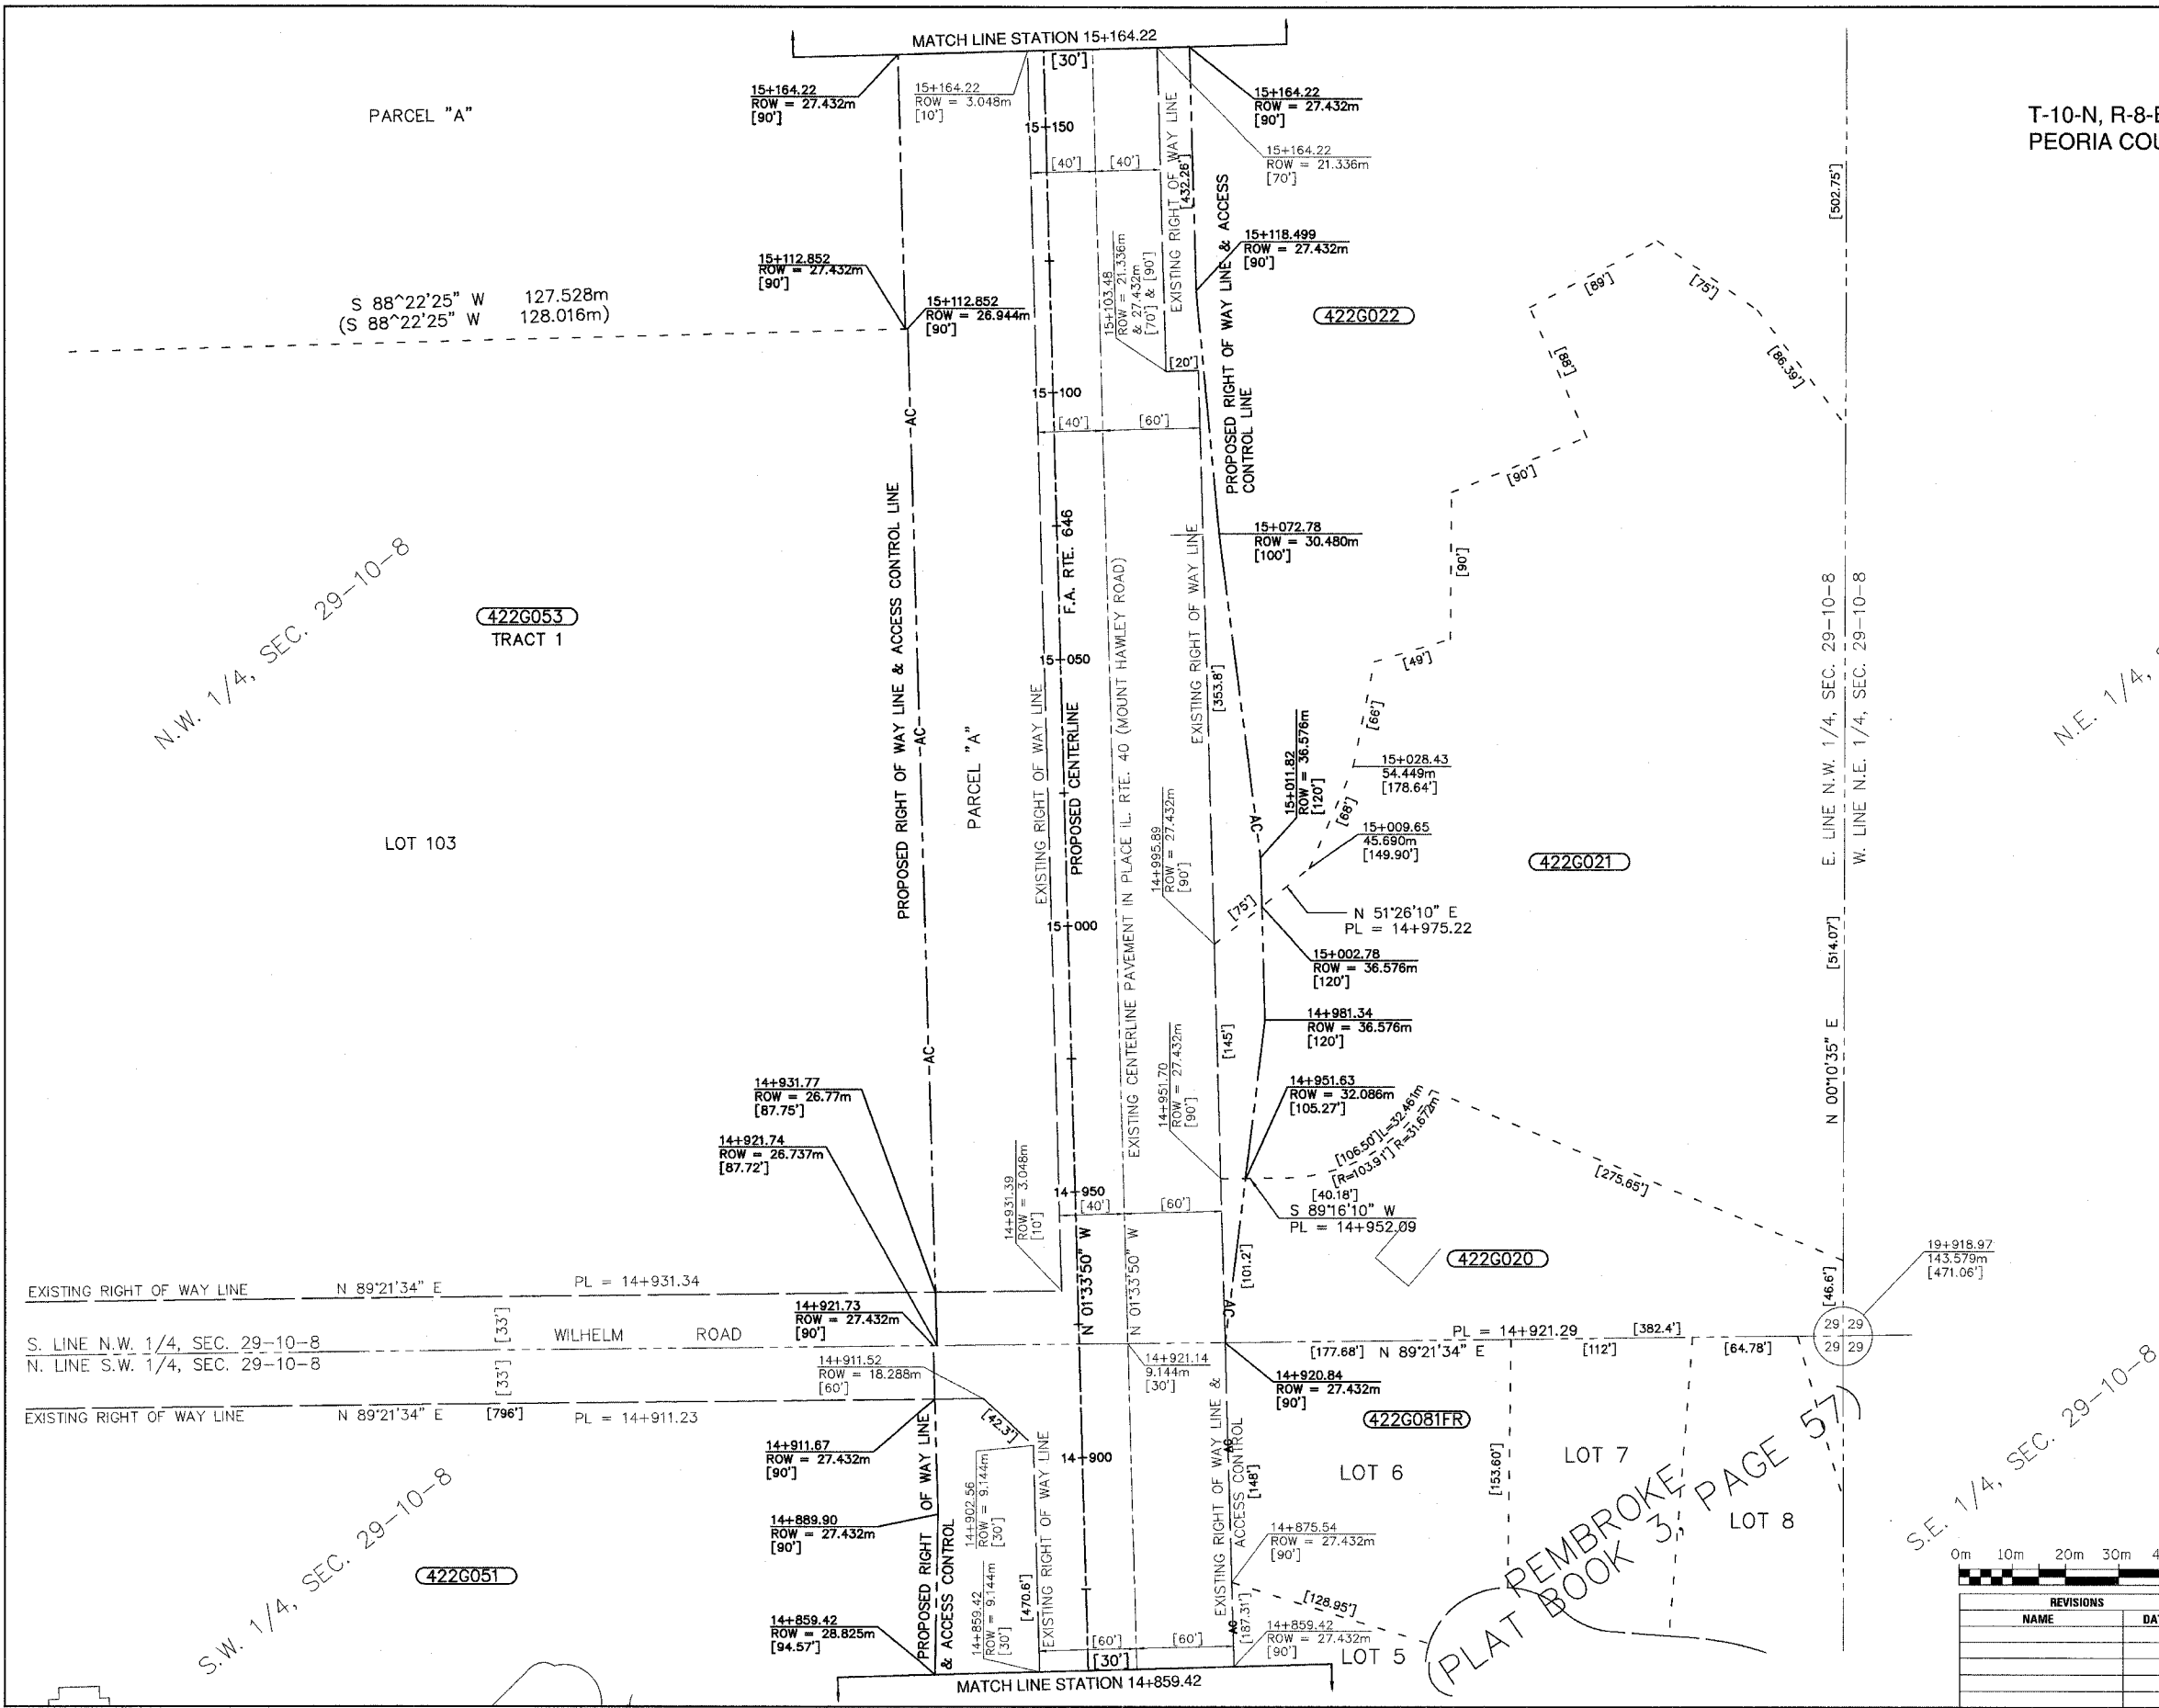 MATCH LINE STATION 15+164.22
[30']
T-10-N, R-8-E
PEORIA COU
PARCEL "A"
15+164.22
ROW = 27.432m
[90']
15+164.22
ROW = 3.048m
[10']
15+150
[40'] [40']
EXISTING RIGHT OF WAY LINE
[432.26']
15+164.22
ROW = 27.432m
[90']
15+164.22
ROW = 21.336m
[70']
[502.75']
15+112.852
ROW = 27.432m
[90']
15+112.852
ROW = 26.944m
[90']
S 88^22'25" W 127.528m
(S 88^22'25" W 128.016m)
15+103.48
ROW = 21.336m
& 27.432m
[70'] & [90']
[20']
15+118.499
ROW = 27.432m
[90']
PROPOSED RIGHT OF WAY LINE & ACCESS
CONTROL LINE
422G022
[89']
[75']
[88']
[86.39']
[90']
[90']
[49']
[66']
[68']
15+100
[40'] [60']
AC
PROPOSED RIGHT OF WAY LINE & ACCESS CONTROL LINE
F.A. RTE. 646
15+072.78
ROW = 30.480m
[100']
N.W. 1/4, SEC. 29-10-8
422G053
TRACT 1
LOT 103
15+050
PARCEL "A"
EXISTING RIGHT OF WAY LINE
PROPOSED CENTERLINE
EXISTING CENTERLINE PAVEMENT IN PLACE IL. RTE. 40 (MOUNT HAWLEY ROAD)
EXISTING RIGHT OF WAY LINE
[353.8']
15+011.82
ROW = 36.576m
[120']
15+028.43
54.449m
[178.64']
15+009.65
45.690m
[149.90']
E. LINE N.W. 1/4, SEC. 29-10-8
W. LINE N.E. 1/4, SEC. 29-10-8
N.E. 1/4,
AC
AC
14+995.89
ROW = 27.432m
[90']
[75']
N 51°26'10" E
PL = 14+975.22
422G021
[514.07']
15+000
15+002.78
ROW = 36.576m
[120']
14+981.34
ROW = 36.576m
[120']
N 00°10'35" E
AC
[145']
14+951.70
ROW = 27.432m
[90']
14+931.77
ROW = 26.77m
[87.75']
14+951.63
ROW = 32.086m
[105.27']
[106.50'] L=32.461m
[R=103.91'] R=31.672m
[40.18']
S 89°16'10" W
PL = 14+952.09
[275.65']
14+921.74
ROW = 26.737m
[87.72']
14+931.39
ROW = 3.048m
[10']
14+950
[40'] [60']
N 01°33'50" W
N 01°33'50" W
[101.2']
AC
422G020
[46.6']
19+918.97
143.579m
[471.06']
EXISTING RIGHT OF WAY LINE N 89°21'34" E PL = 14+931.34
[33']
14+921.73
ROW = 27.432m
[90']
S. LINE N.W. 1/4, SEC. 29-10-8
WILHELM ROAD
N. LINE S.W. 1/4, SEC. 29-10-8
[33']
PL = 14+921.29 [382.4']
29 29
29 29
[177.68'] N 89°21'34" E [112'] [64.78']
14+911.52
ROW = 18.288m
[60']
14+921.14
9.144m
[30']
14+920.84
ROW = 27.432m
[90']
EXISTING RIGHT OF WAY LINE N 89°21'34" E [796'] PL = 14+911.23
[42.3']
422G081FR
14+911.67
ROW = 27.432m
[90']
14+900
LOT 6
LOT 7
LOT 8
[153.60']
[148']
S.E. 1/4, SEC. 29-10-8
S.W. 1/4, SEC. 29-10-8
422G051
14+889.90
ROW = 27.432m
[90']
PROPOSED RIGHT OF WAY LINE
& ACCESS CONTROL
14+902.56
ROW = 9.144m
[30']
14+859.42
ROW = 9.144m
[30']
[470.6']
EXISTING RIGHT OF WAY LINE
EXISTING RIGHT OF WAY LINE &
ACCESS CONTROL
AC
14+875.54
ROW = 27.432m
[90']
[128.95']
PEMBROKE
(PLAT BOOK 3, PAGE 57)
14+859.42
ROW = 28.825m
[94.57']
[60'] [60']
[30']
AC
[187.31']
14+859.42
ROW = 27.432m
[90']
LOT 5
MATCH LINE STATION 14+859.42
0m 10m 20m 30m 4
REVISIONS
NAME DA